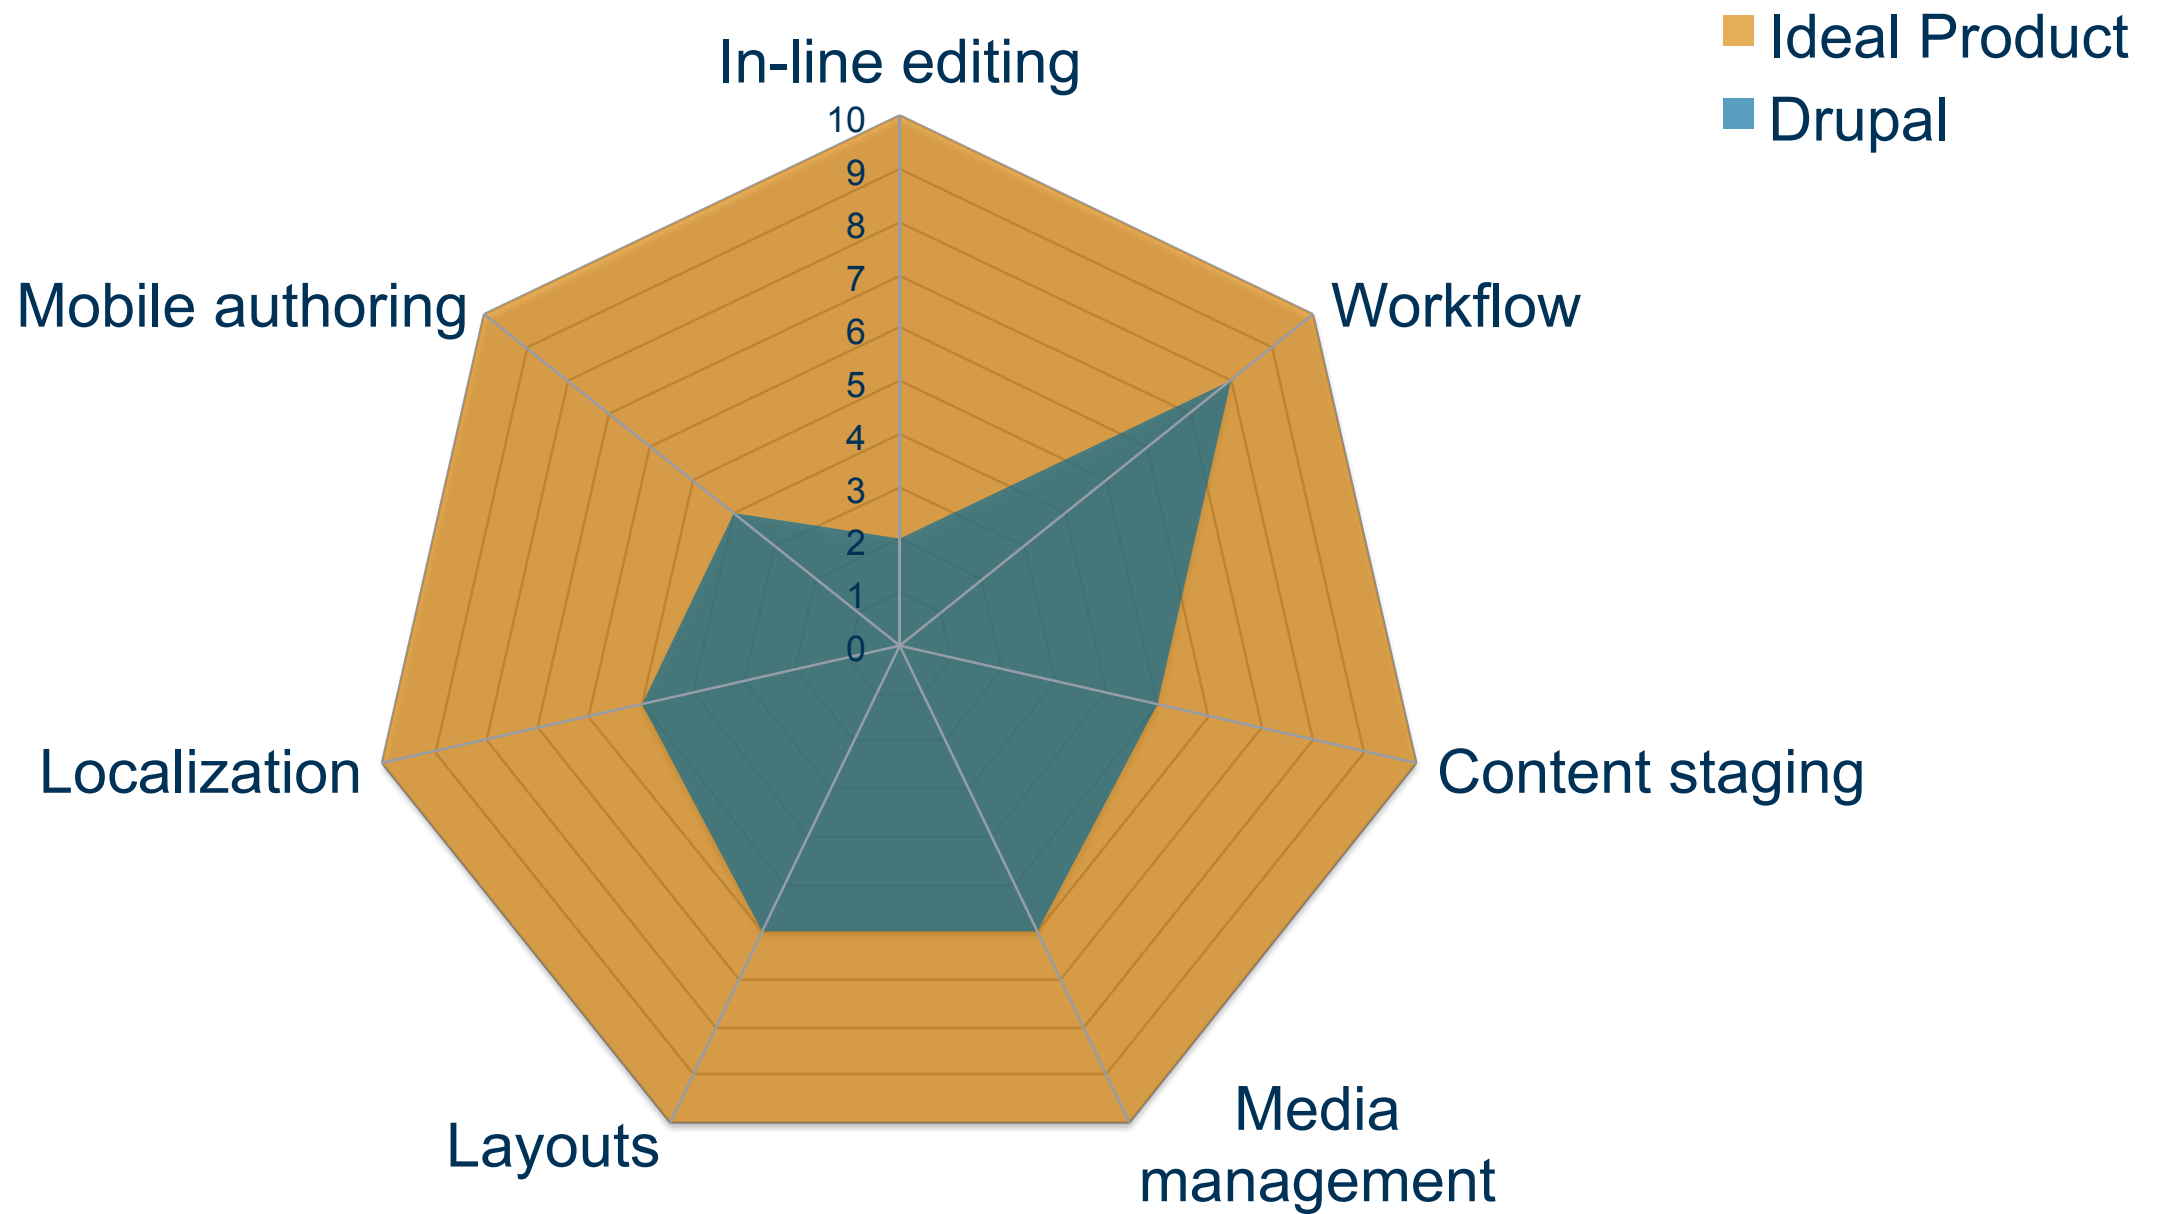 Ideal Product
Drupal
In-line editing
10
9
8
7
6
5
4
3
2
1
0
Mobile authoring
Workflow
Localization
Content staging
Layouts
Media
management